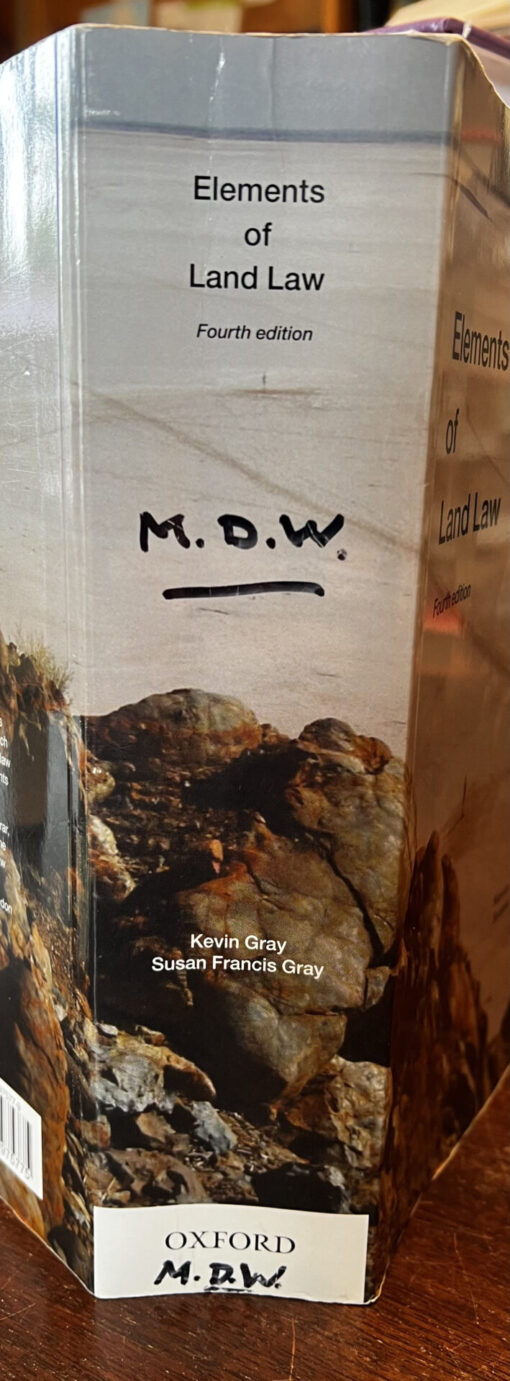 Elements
of
Land Law
Fourth edition
M.D.W.
Kevin Gray
Susan Francis Gray
OXFORD
M.D.W.
Elements
of
Land Law
Fourth edition